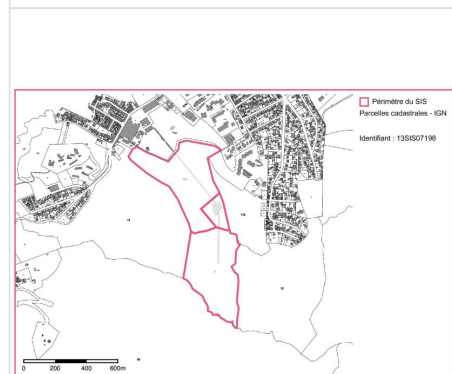 Périmètre du SIS
Parcelles cadastrales - IGN
Identifiant : 13SIS07198
0 200 400 600m